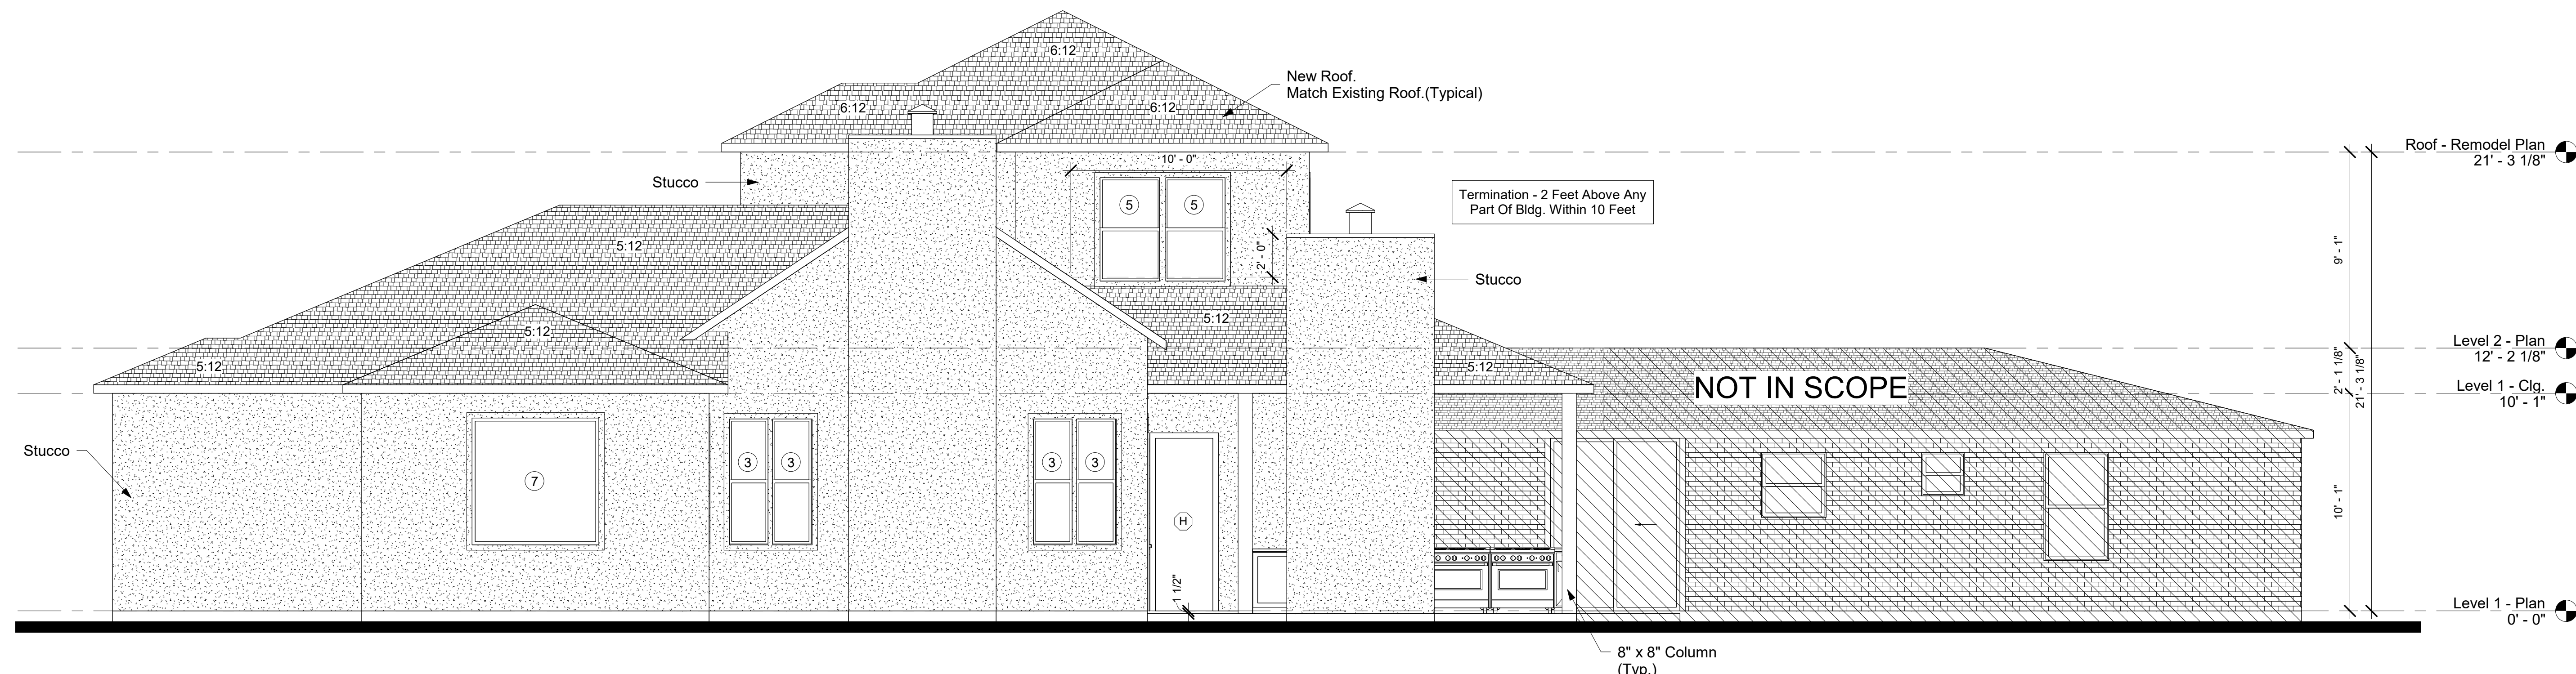 6:12
New Roof.
Match Existing Roof.(Typical)
6:12
6:12
Roof - Remodel Plan
21' - 3 1/8"
10' - 0"
Stucco
Termination - 2 Feet Above Any
Part Of Bldg. Within 10 Feet
5
5
5:12
2' - 0"
9' - 1"
Stucco
5:12
5:12
Level 2 - Plan
12' - 2 1/8"
5:12
5:12
NOT IN SCOPE
2' - 1 1/8"
21' - 3 1/8"
Level 1 - Clg.
10' - 1"
Stucco
7
3
3
3
3
H
10' - 1"
1 1/2"
Level 1 - Plan
0' - 0"
8" x 8" Column
(Typ.)